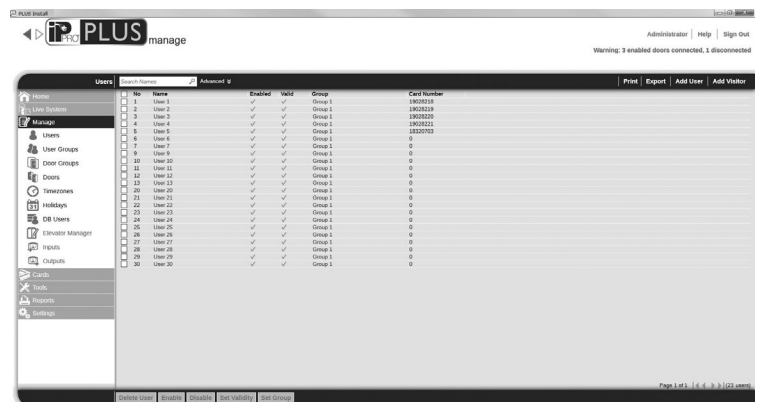 PLUS Install
iPRO PLUS manage
Administrator | Help | Sign Out
Warning: 3 enabled doors connected, 1 disconnected
Users Search Names Advanced Print | Export | Add User | Add Visitor
Home
Live System
Manage
Users
User Groups
Door Groups
Doors
Timezones
31 Holidays
DB Users
Elevator Manager
Inputs
Outputs
Cards
Tools
Reports
Settings
No Name Enabled Valid Group Card Number
1 User 1 ✓ ✓ Group 1 19028218
2 User 2 ✓ ✓ Group 1 19028219
3 User 3 ✓ ✓ Group 1 19028220
4 User 4 ✓ ✓ Group 1 19028221
5 User 5 ✓ ✓ Group 1 18320703
6 User 6 ✓ ✓ Group 1 0
7 User 7 ✓ ✓ Group 1 0
9 User 9 ✓ ✓ Group 1 0
10 User 10 ✓ ✓ Group 1 0
11 User 11 ✓ ✓ Group 1 0
12 User 12 ✓ ✓ Group 1 0
13 User 13 ✓ ✓ Group 1 0
20 User 20 ✓ ✓ Group 1 0
21 User 21 ✓ ✓ Group 1 0
22 User 22 ✓ ✓ Group 1 0
23 User 23 ✓ ✓ Group 1 0
24 User 24 ✓ ✓ Group 1 0
25 User 25 ✓ ✓ Group 1 0
26 User 26 ✓ ✓ Group 1 0
27 User 27 ✓ ✓ Group 1 0
28 User 28 ✓ ✓ Group 1 0
29 User 29 ✓ ✓ Group 1 0
30 User 30 ✓ ✓ Group 1 0
Page 1 of 1 (23 users)
Delete User Enable Disable Set Validity Set Group